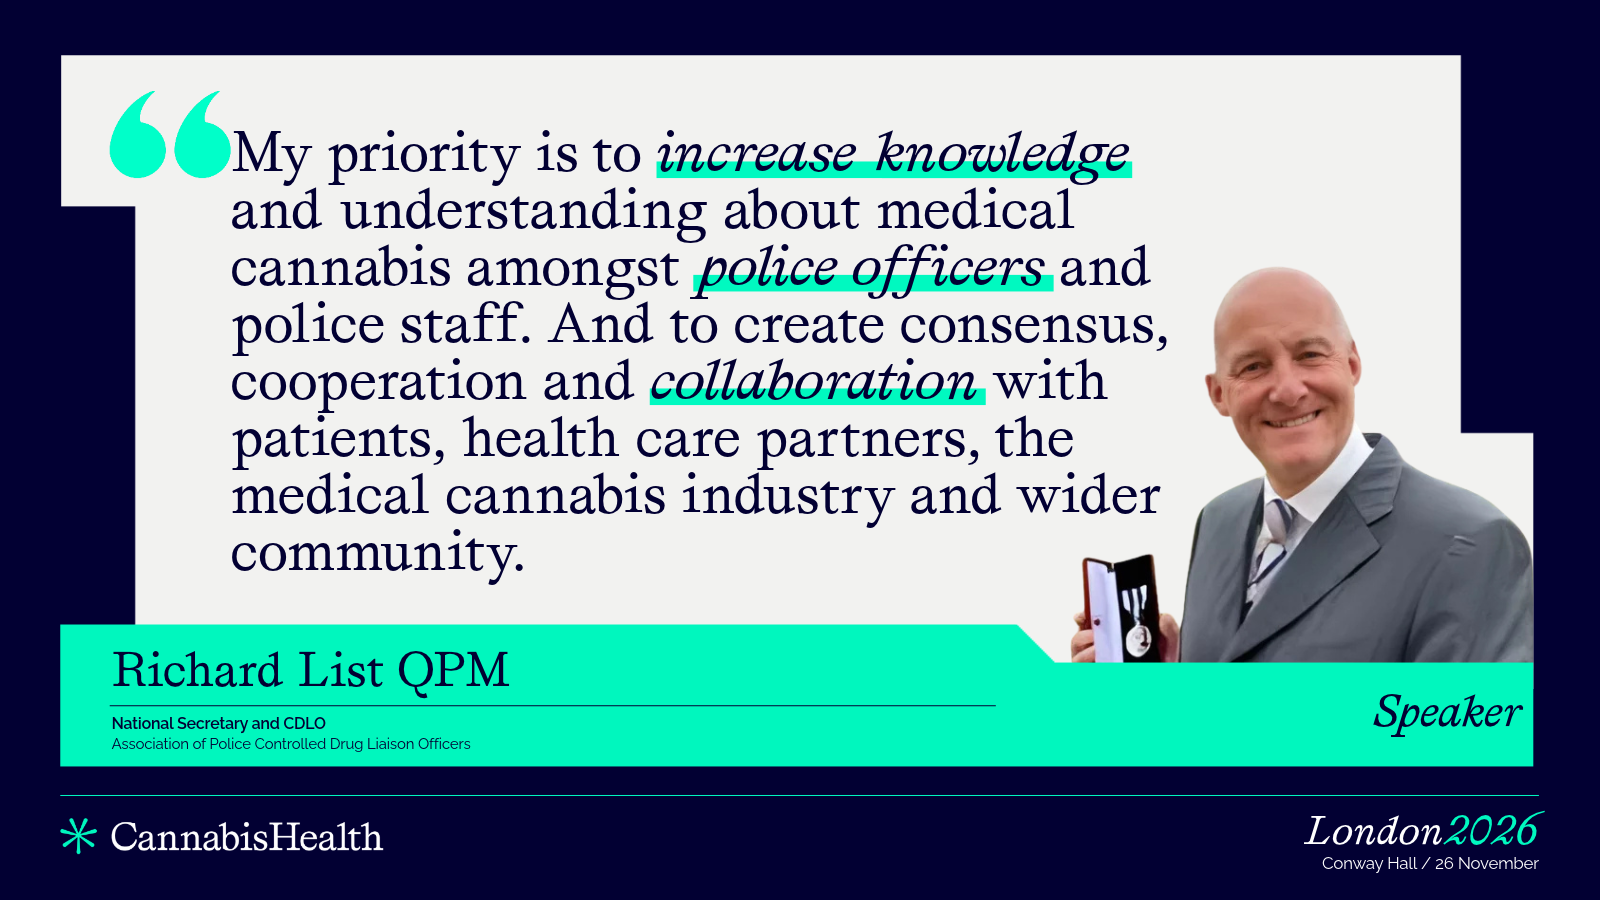 “My priority is to increase knowledge
and understanding about medical
cannabis amongst police officers and
police staff. And to create consensus,
cooperation and collaboration with
patients, health care partners, the
medical cannabis industry and wider
community.
Richard List QPM
National Secretary and CDLO
Association of Police Controlled Drug Liaison Officers
Speaker
CannabisHealth
London2026
Conway Hall / 26 November